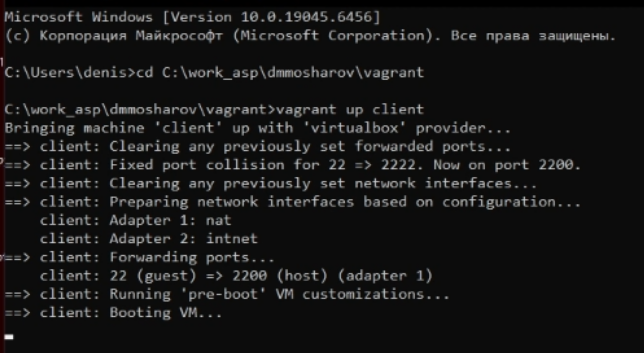 Microsoft Windows [Version 10.0.19045.6456]
(c) Корпорация Майкрософт (Microsoft Corporation). Все права защищены.
C:\Users\denis>cd C:\work_asp\dmmosharov\vagrant
C:\work_asp\dmmosharov\vagrant>vagrant up client
Bringing machine 'client' up with 'virtualbox' provider...
==> client: Clearing any previously set forwarded ports...
==> client: Fixed port collision for 22 => 2222. Now on port 2200.
==> client: Clearing any previously set network interfaces...
==> client: Preparing network interfaces based on configuration...
client: Adapter 1: nat
client: Adapter 2: intnet
==> client: Forwarding ports...
client: 22 (guest) => 2200 (host) (adapter 1)
==> client: Running 'pre-boot' VM customizations...
==> client: Booting VM...